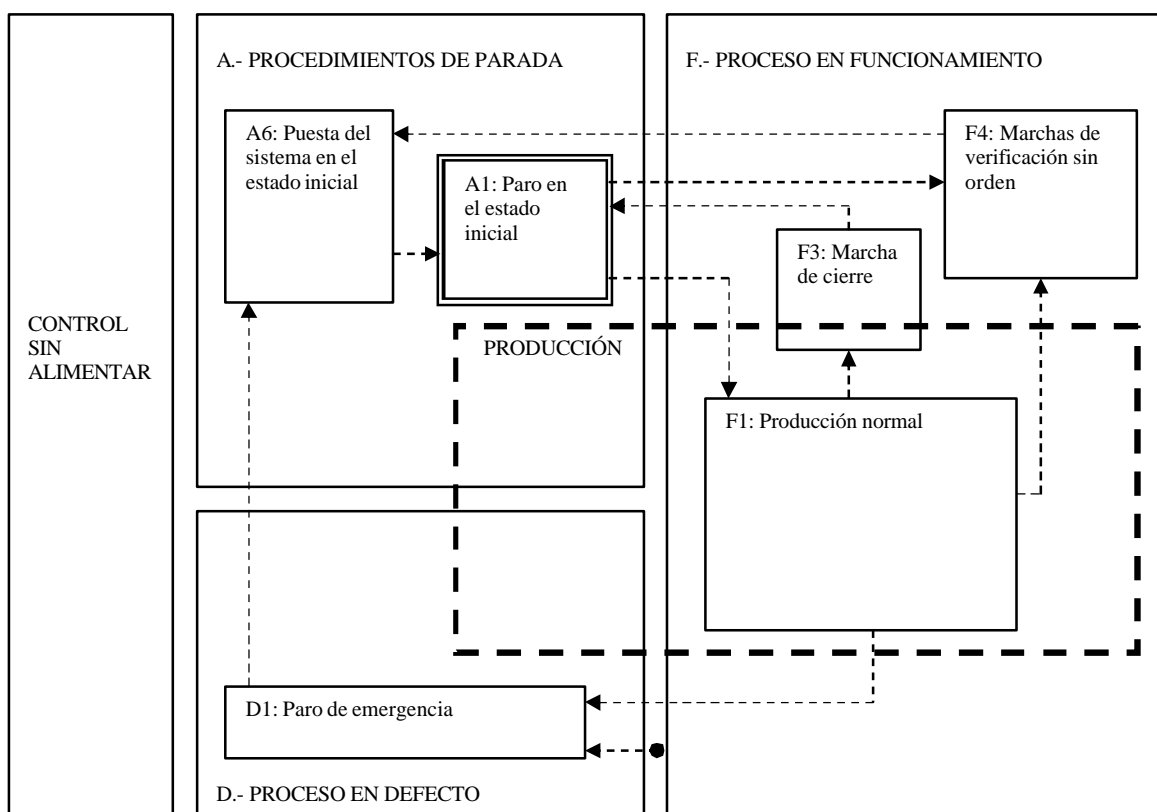 A.- PROCEDIMIENTOS DE PARADA
F.- PROCESO EN FUNCIONAMIENTO
A6: Puesta del
sistema en el
estado inicial
A1: Paro en
el estado
inicial
F4: Marchas de
verificación sin
orden
F3: Marcha
de cierre
CONTROL
SIN
ALIMENTAR
PRODUCCIÓN
F1: Producción normal
D1: Paro de emergencia
D.- PROCESO EN DEFECTO